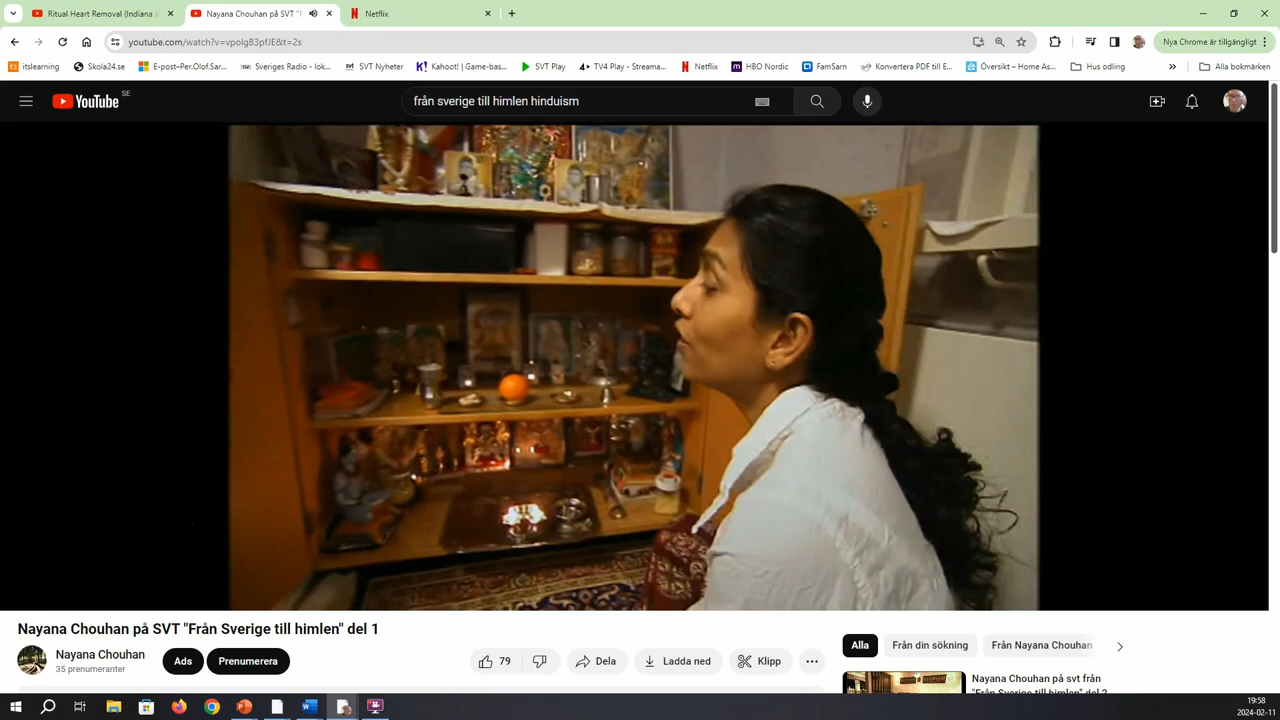 Ritual Heart Removal (Indiana J
Nayana Chouhan på SVT "F
Netflix
youtube.com/watch?v=vpoIgB3pfJE&t=2s
Nya Chrome är tillgängligt
itslearning
Skola24.se
E-post–Per.Olof.Sar...
Sveriges Radio - lok...
SVT Nyheter
Kahoot! | Game-bas...
SVT Play
TV4 Play - Streama...
Netflix
HBO Nordic
FamSam
Konvertera PDF till E...
Översikt – Home As...
Hus odling
»
Alla bokmärken
YouTube SE
från sverige till himlen hinduism
Nayana Chouhan på SVT "Från Sverige till himlen" del 1
Nayana Chouhan
35 prenumeranter
Ads
Prenumerera
79
Dela
Ladda ned
Klipp
Alla
Från din sökning
Från Nayana Chouhan
Nayana Chouhan på svt från
"Från Sverige till himlen" del 2
19:58
2024-02-11